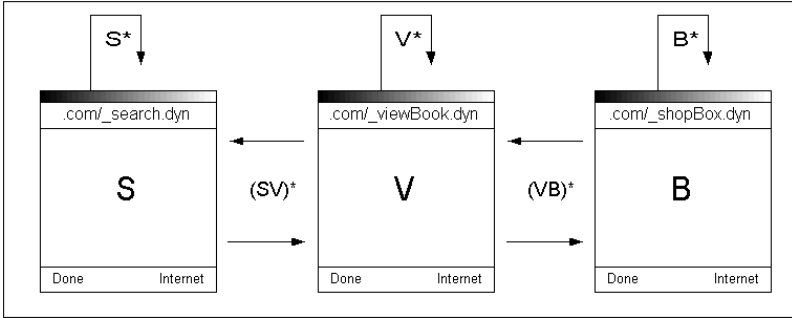 S* V* B*
.com/_search.dyn .com/_viewBook.dyn .com/_shopBox.dyn
S (SV)* V (VB)* B
Done Internet Done Internet Done Internet